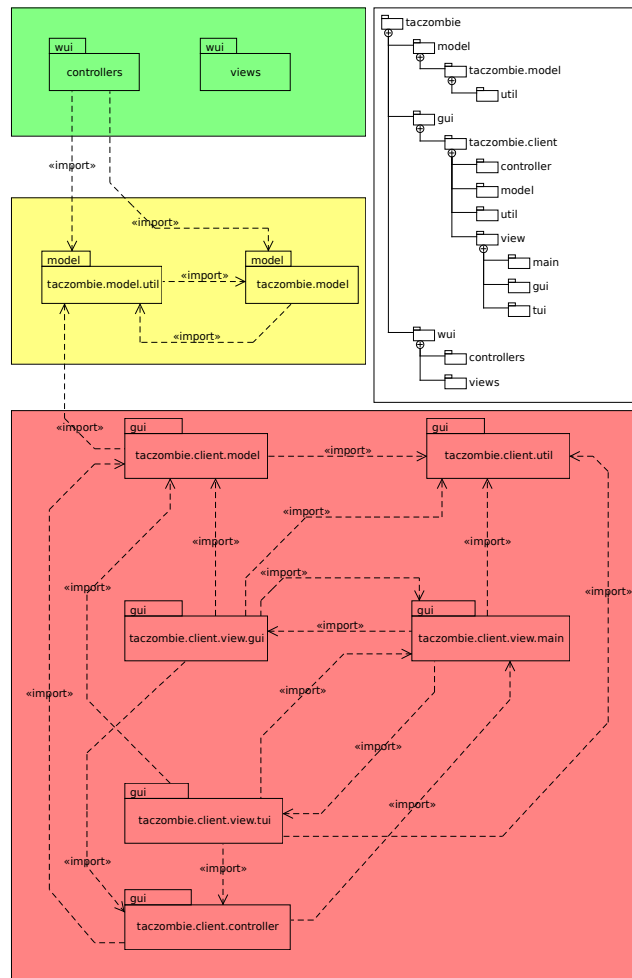 wui
controllers
wui
views
«import»
«import»
model
taczombie.model.util
«import»
model
taczombie.model
«import»
taczombie
model
taczombie.model
util
gui
taczombie.client
controller
model
util
view
main
gui
tui
wui
controllers
views
«import»
gui
taczombie.client.model
«import»
gui
taczombie.client.util
«import»
«import»
«import»
«import»
«import»
«import»
gui
taczombie.client.view.gui
«import»
gui
taczombie.client.view.main
«import»
«import»
«import»
«import»
gui
taczombie.client.view.tui
«import»
«import»
«import»
gui
taczombie.client.controller